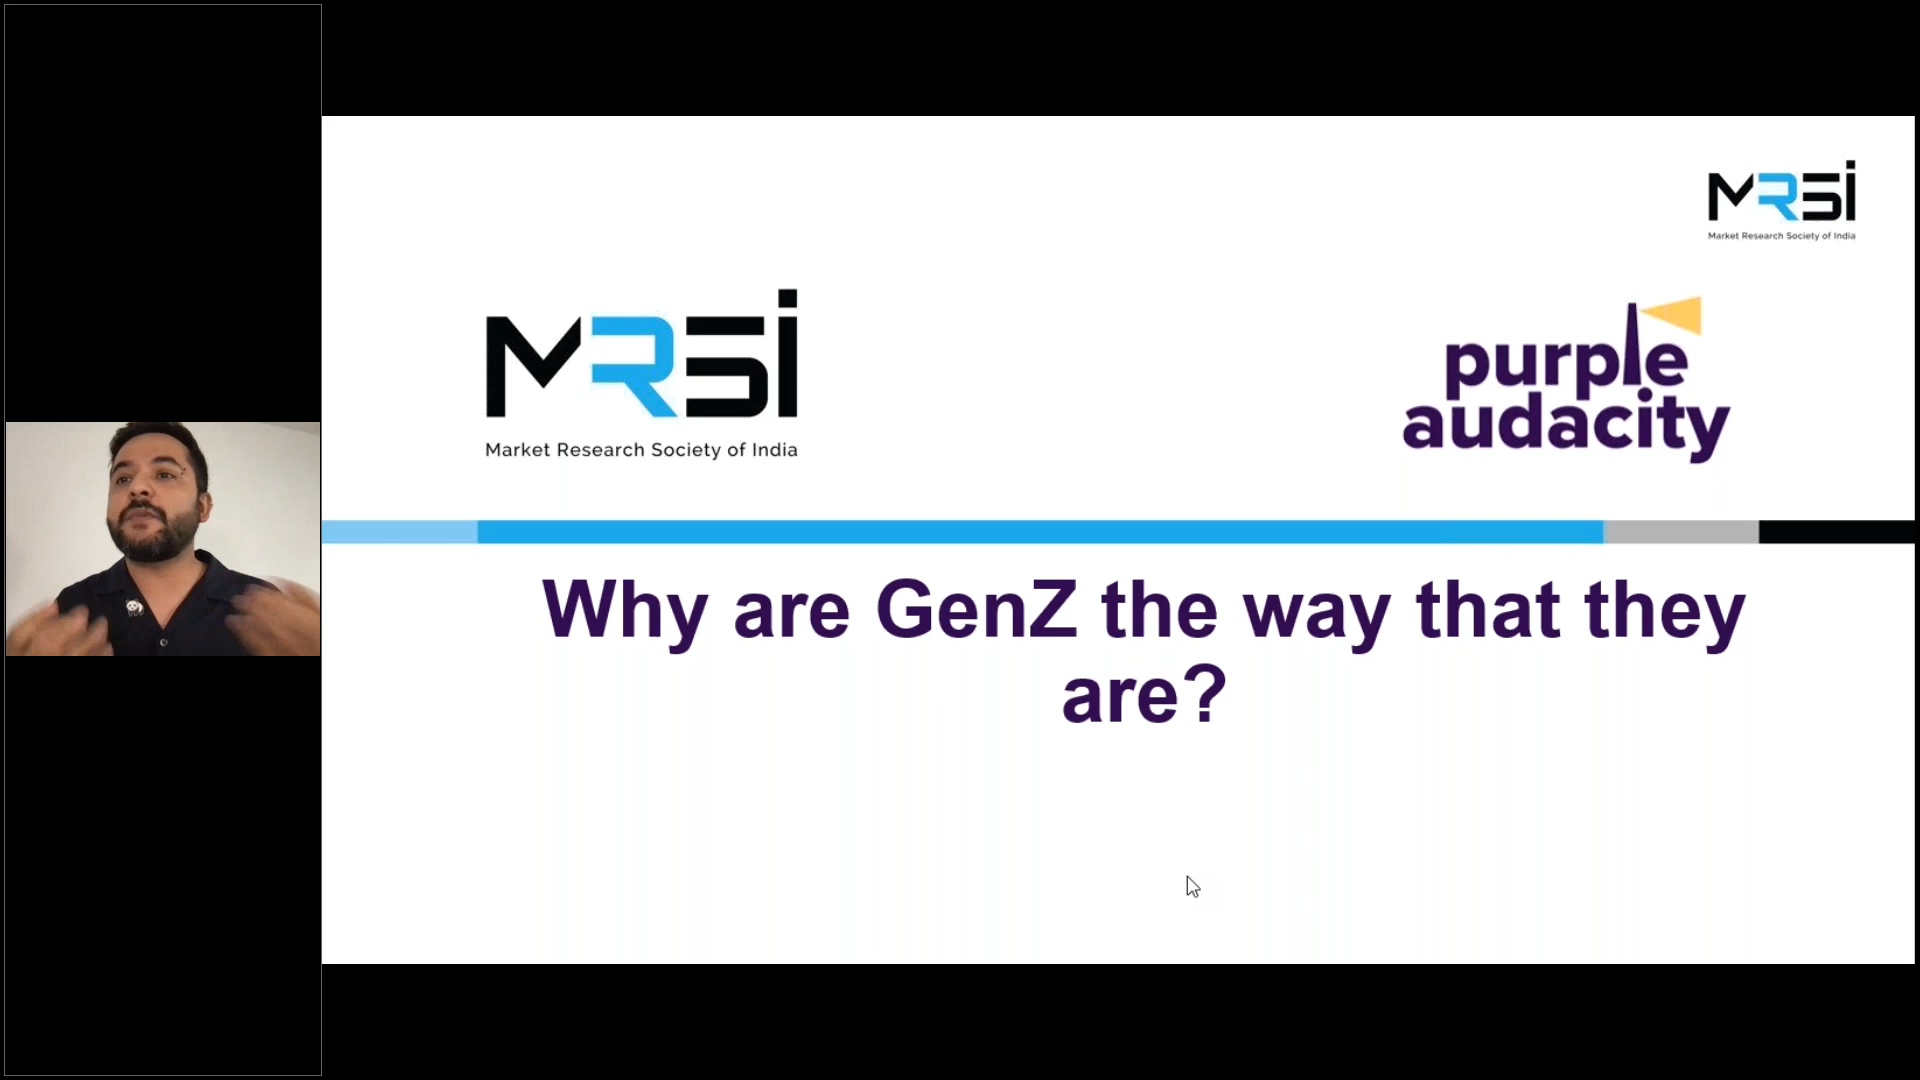 MRSI
Market Research Society of India
MRSI
Market Research Society of India
purple
audacity
Why are GenZ the way that they
are?